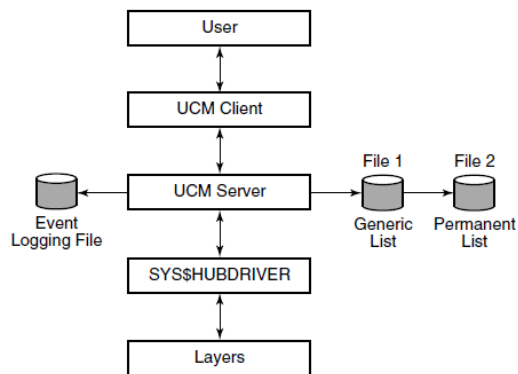 User
UCM Client
File 1
File 2
UCM Server
Event
Logging File
Generic
List
Permanent
List
SYS$HUBDRIVER
Layers